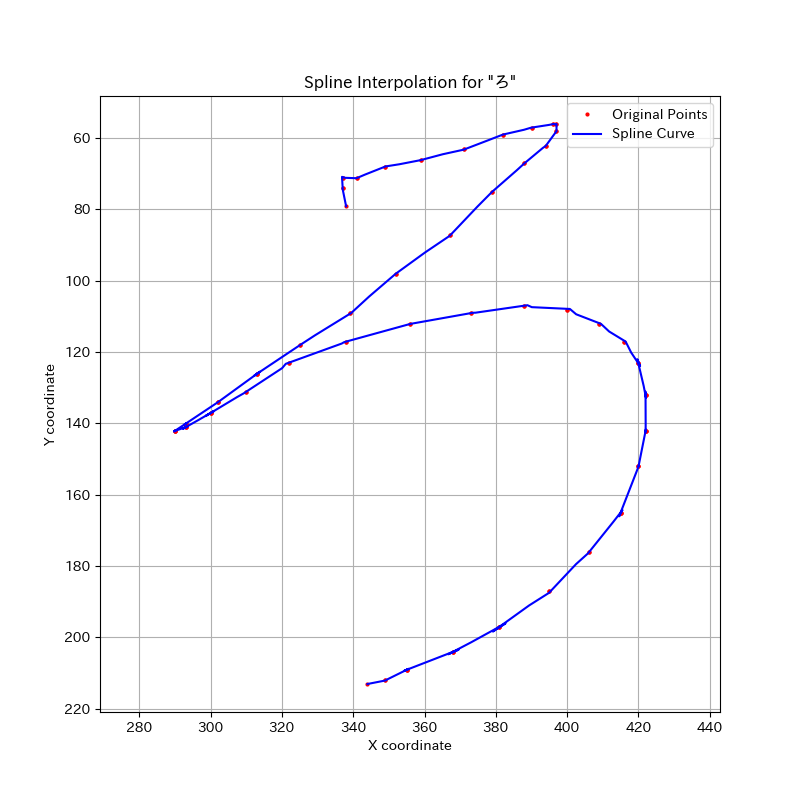 Spline Interpolation for "ろ"
Original Points
Spline Curve
60
80
100
120
140
160
180
200
220
Y coordinate
280 300 320 340 360 380 400 420 440
X coordinate